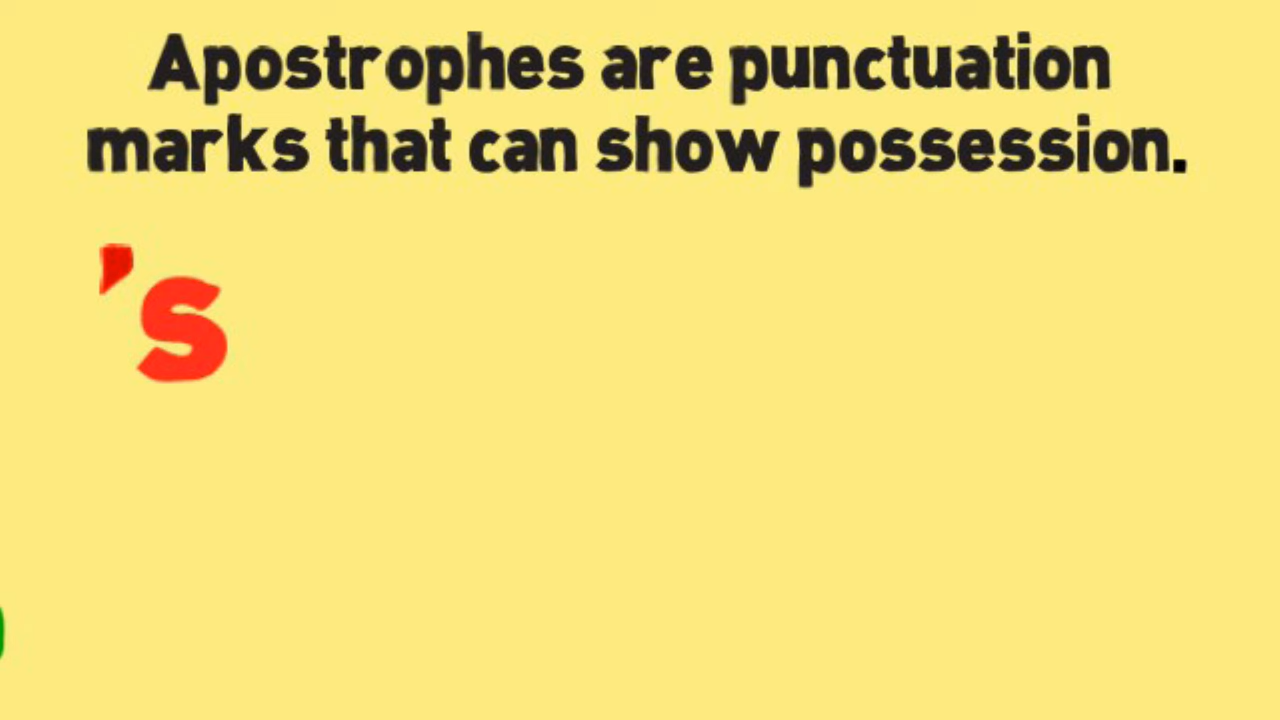 Apostrophes are punctuation
marks that can show possession.
’s